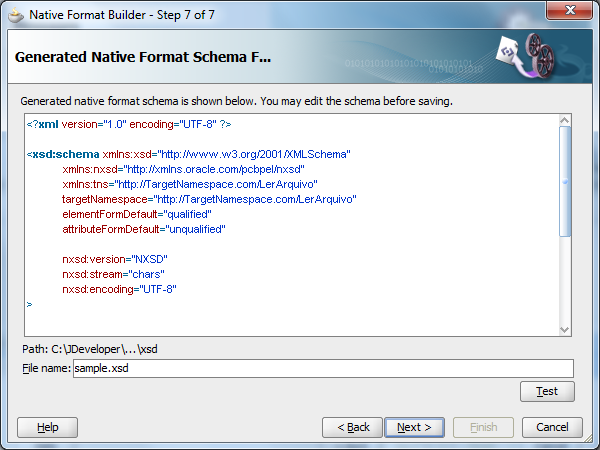 Native Format Builder - Step 7 of 7
Generated Native Format Schema F...
Generated native format schema is shown below. You may edit the schema before saving.
<?xml version="1.0" encoding="UTF-8" ?>
<xsd:schema xmlns:xsd="http://www.w3.org/2001/XMLSchema"
xmlns:nxsd="http://xmlns.oracle.com/pcbpel/nxsd"
xmlns:tns="http://TargetNamespace.com/LerArquivo"
targetNamespace="http://TargetNamespace.com/LerArquivo"
elementFormDefault="qualified"
attributeFormDefault="unqualified"
nxsd:version="NXSD"
nxsd:stream="chars"
nxsd:encoding="UTF-8"
>
Path: C:\JDeveloper\...\xsd
File name: sample.xsd
Test
Help
< Back
Next >
Finish
Cancel